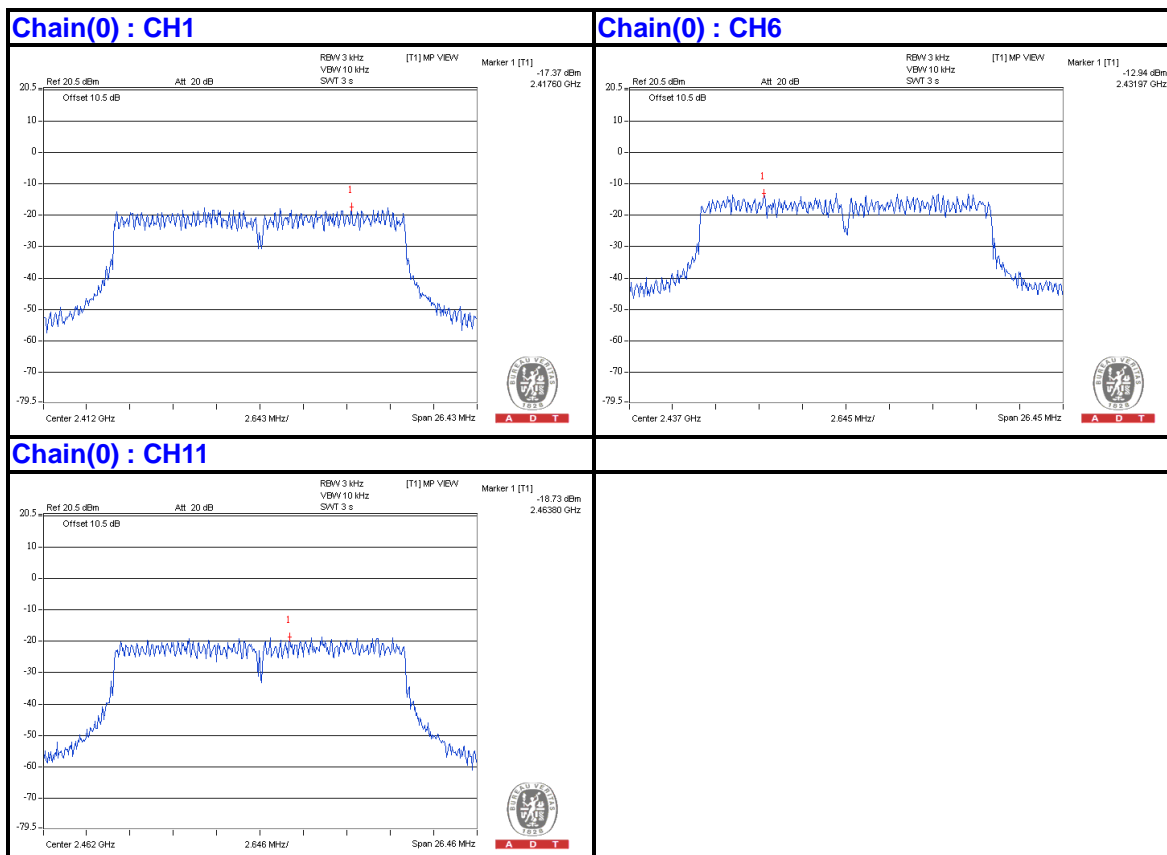 Chain(0) : CH1
RBW 3 kHz
VBW 10 kHz
SWT 3 s
[T1] MP VIEW
Marker 1 [T1]
-17.37 dBm
2.41760 GHz
Ref 20.5 dBm
Att 20 dB
Offset 10.5 dB
20.5
10
0
-10
-20
-30
-40
-50
-60
-70
-79.5
1
Center 2.412 GHz
2.643 MHz/
Span 26.43 MHz
BUREAU VERITAS
1828
A D T
Chain(0) : CH6
RBW 3 kHz
VBW 10 kHz
SWT 3 s
[T1] MP VIEW
Marker 1 [T1]
-12.94 dBm
2.43197 GHz
Ref 20.5 dBm
Att 20 dB
Offset 10.5 dB
20.5
10
0
-10
-20
-30
-40
-50
-60
-70
-79.5
1
Center 2.437 GHz
2.645 MHz/
Span 26.45 MHz
BUREAU VERITAS
1828
A D T
Chain(0) : CH11
RBW 3 kHz
VBW 10 kHz
SWT 3 s
[T1] MP VIEW
Marker 1 [T1]
-18.73 dBm
2.46380 GHz
Ref 20.5 dBm
Att 20 dB
Offset 10.5 dB
20.5
10
0
-10
-20
-30
-40
-50
-60
-70
-79.5
1
Center 2.462 GHz
2.646 MHz/
Span 26.46 MHz
BUREAU VERITAS
1828
A D T